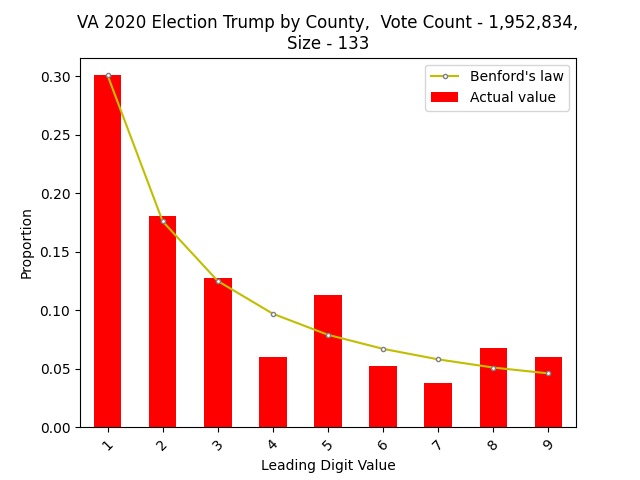 VA 2020 Election Trump by County,  Vote Count - 1,952,834,
Size - 133
Benford's law
Actual value
0.30
0.25
0.20
0.15
0.10
0.05
0.00
Proportion
1
2
3
4
5
6
7
8
9
Leading Digit Value